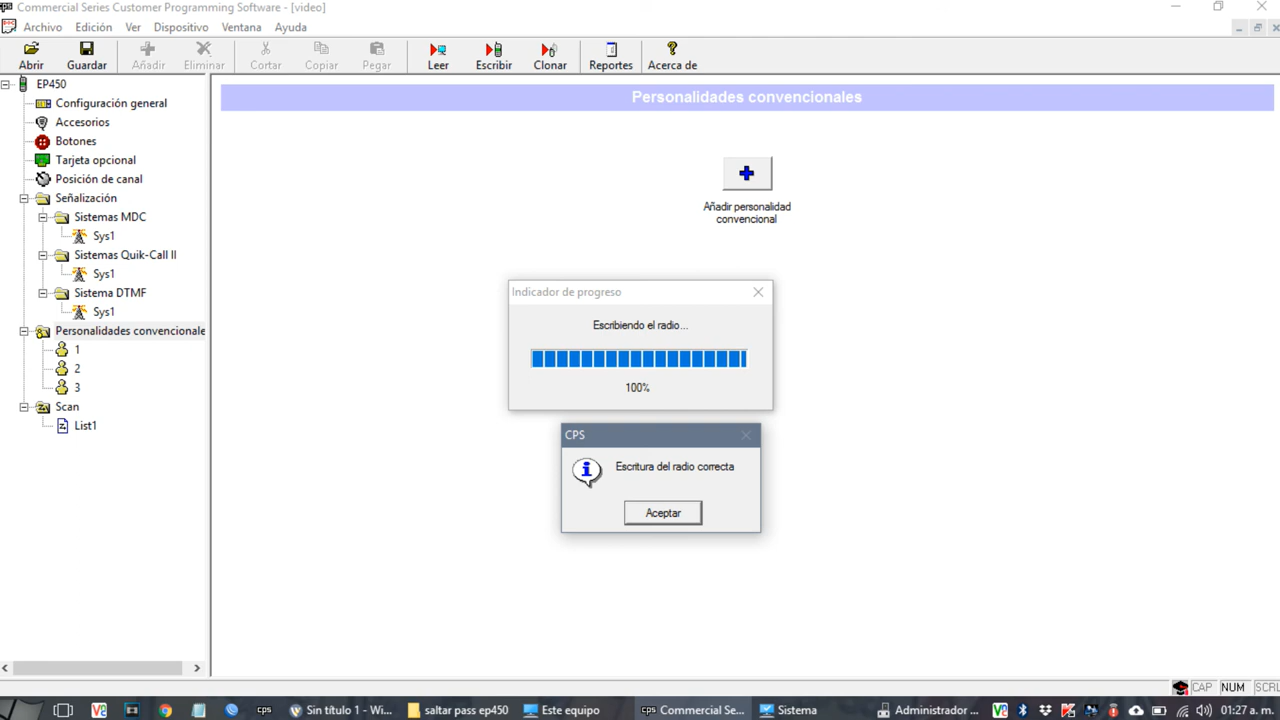 Commercial Series Customer Programming Software - [video]
Archivo Edición Ver Dispositivo Ventana Ayuda
Abrir Guardar Añadir Eliminar Cortar Copiar Pegar Leer Escribir Clonar Reportes Acerca de
EP450
Configuración general
Accesorios
Botones
Tarjeta opcional
Posición de canal
Señalización
Sistemas MDC
Sys1
Sistemas Quik-Call II
Sys1
Sistema DTMF
Sys1
Personalidades convencionale
1
2
3
Scan
List1
Personalidades convencionales
Añadir personalidad
convencional
Indicador de progreso
Escribiendo el radio...
100%
CPS
Escritura del radio correcta
Aceptar
CAP NUM SCRL
cps Sin título 1 - Wi... saltar pass ep450 Este equipo cps Commercial Se... Sistema Administrador ... 01:27 a. m.